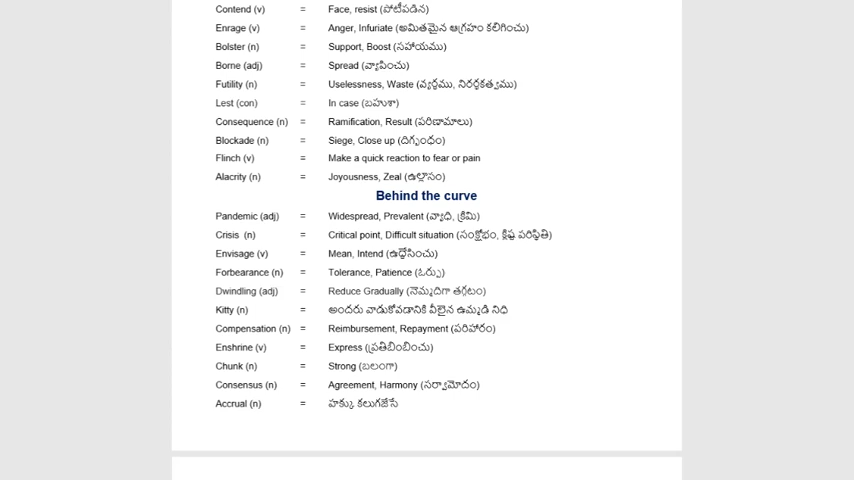 Contend (v) = Face, resist (పోటీపడిన)
Enrage (v) = Anger, Infuriate (అమితమైన ఆగ్రహం కలిగించు)
Bolster (n) = Support, Boost (సహాయము)
Borne (adj) = Spread (వ్యాపించు)
Futility (n) = Uselessness, Waste (వ్యర్థము, నిరర్థకత్వము)
Lest (con) = In case (బహుశా)
Consequence (n) = Ramification, Result (పరిణామాలు)
Blockade (n) = Siege, Close up (దిగ్బంధం)
Flinch (v) = Make a quick reaction to fear or pain
Alacrity (n) = Joyousness, Zeal (ఉల్లాసం)
Behind the curve
Pandemic (adj) = Widespread, Prevalent (వ్యాధి, క్రిమి)
Crisis (n) = Critical point, Difficult situation (సంక్షోభం, క్లిష్ట పరిస్థితి)
Envisage (v) = Mean, Intend (ఉద్ధేసించు)
Forbearance (n) = Tolerance, Patience (ఓర్పు)
Dwindling (adj) = Reduce Gradually (నెమ్మదిగా తగ్గటం)
Kitty (n) = అందరు వాడుకోవడానికి వీలైన ఉమ్మడి నిధి
Compensation (n) = Reimbursement, Repayment (పరిహారం)
Enshrine (v) = Express (ప్రతిబింబించు)
Chunk (n) = Strong (బలంగా)
Consensus (n) = Agreement, Harmony (సర్వామోదం)
Accrual (n) = హక్కు కలుగజేసే